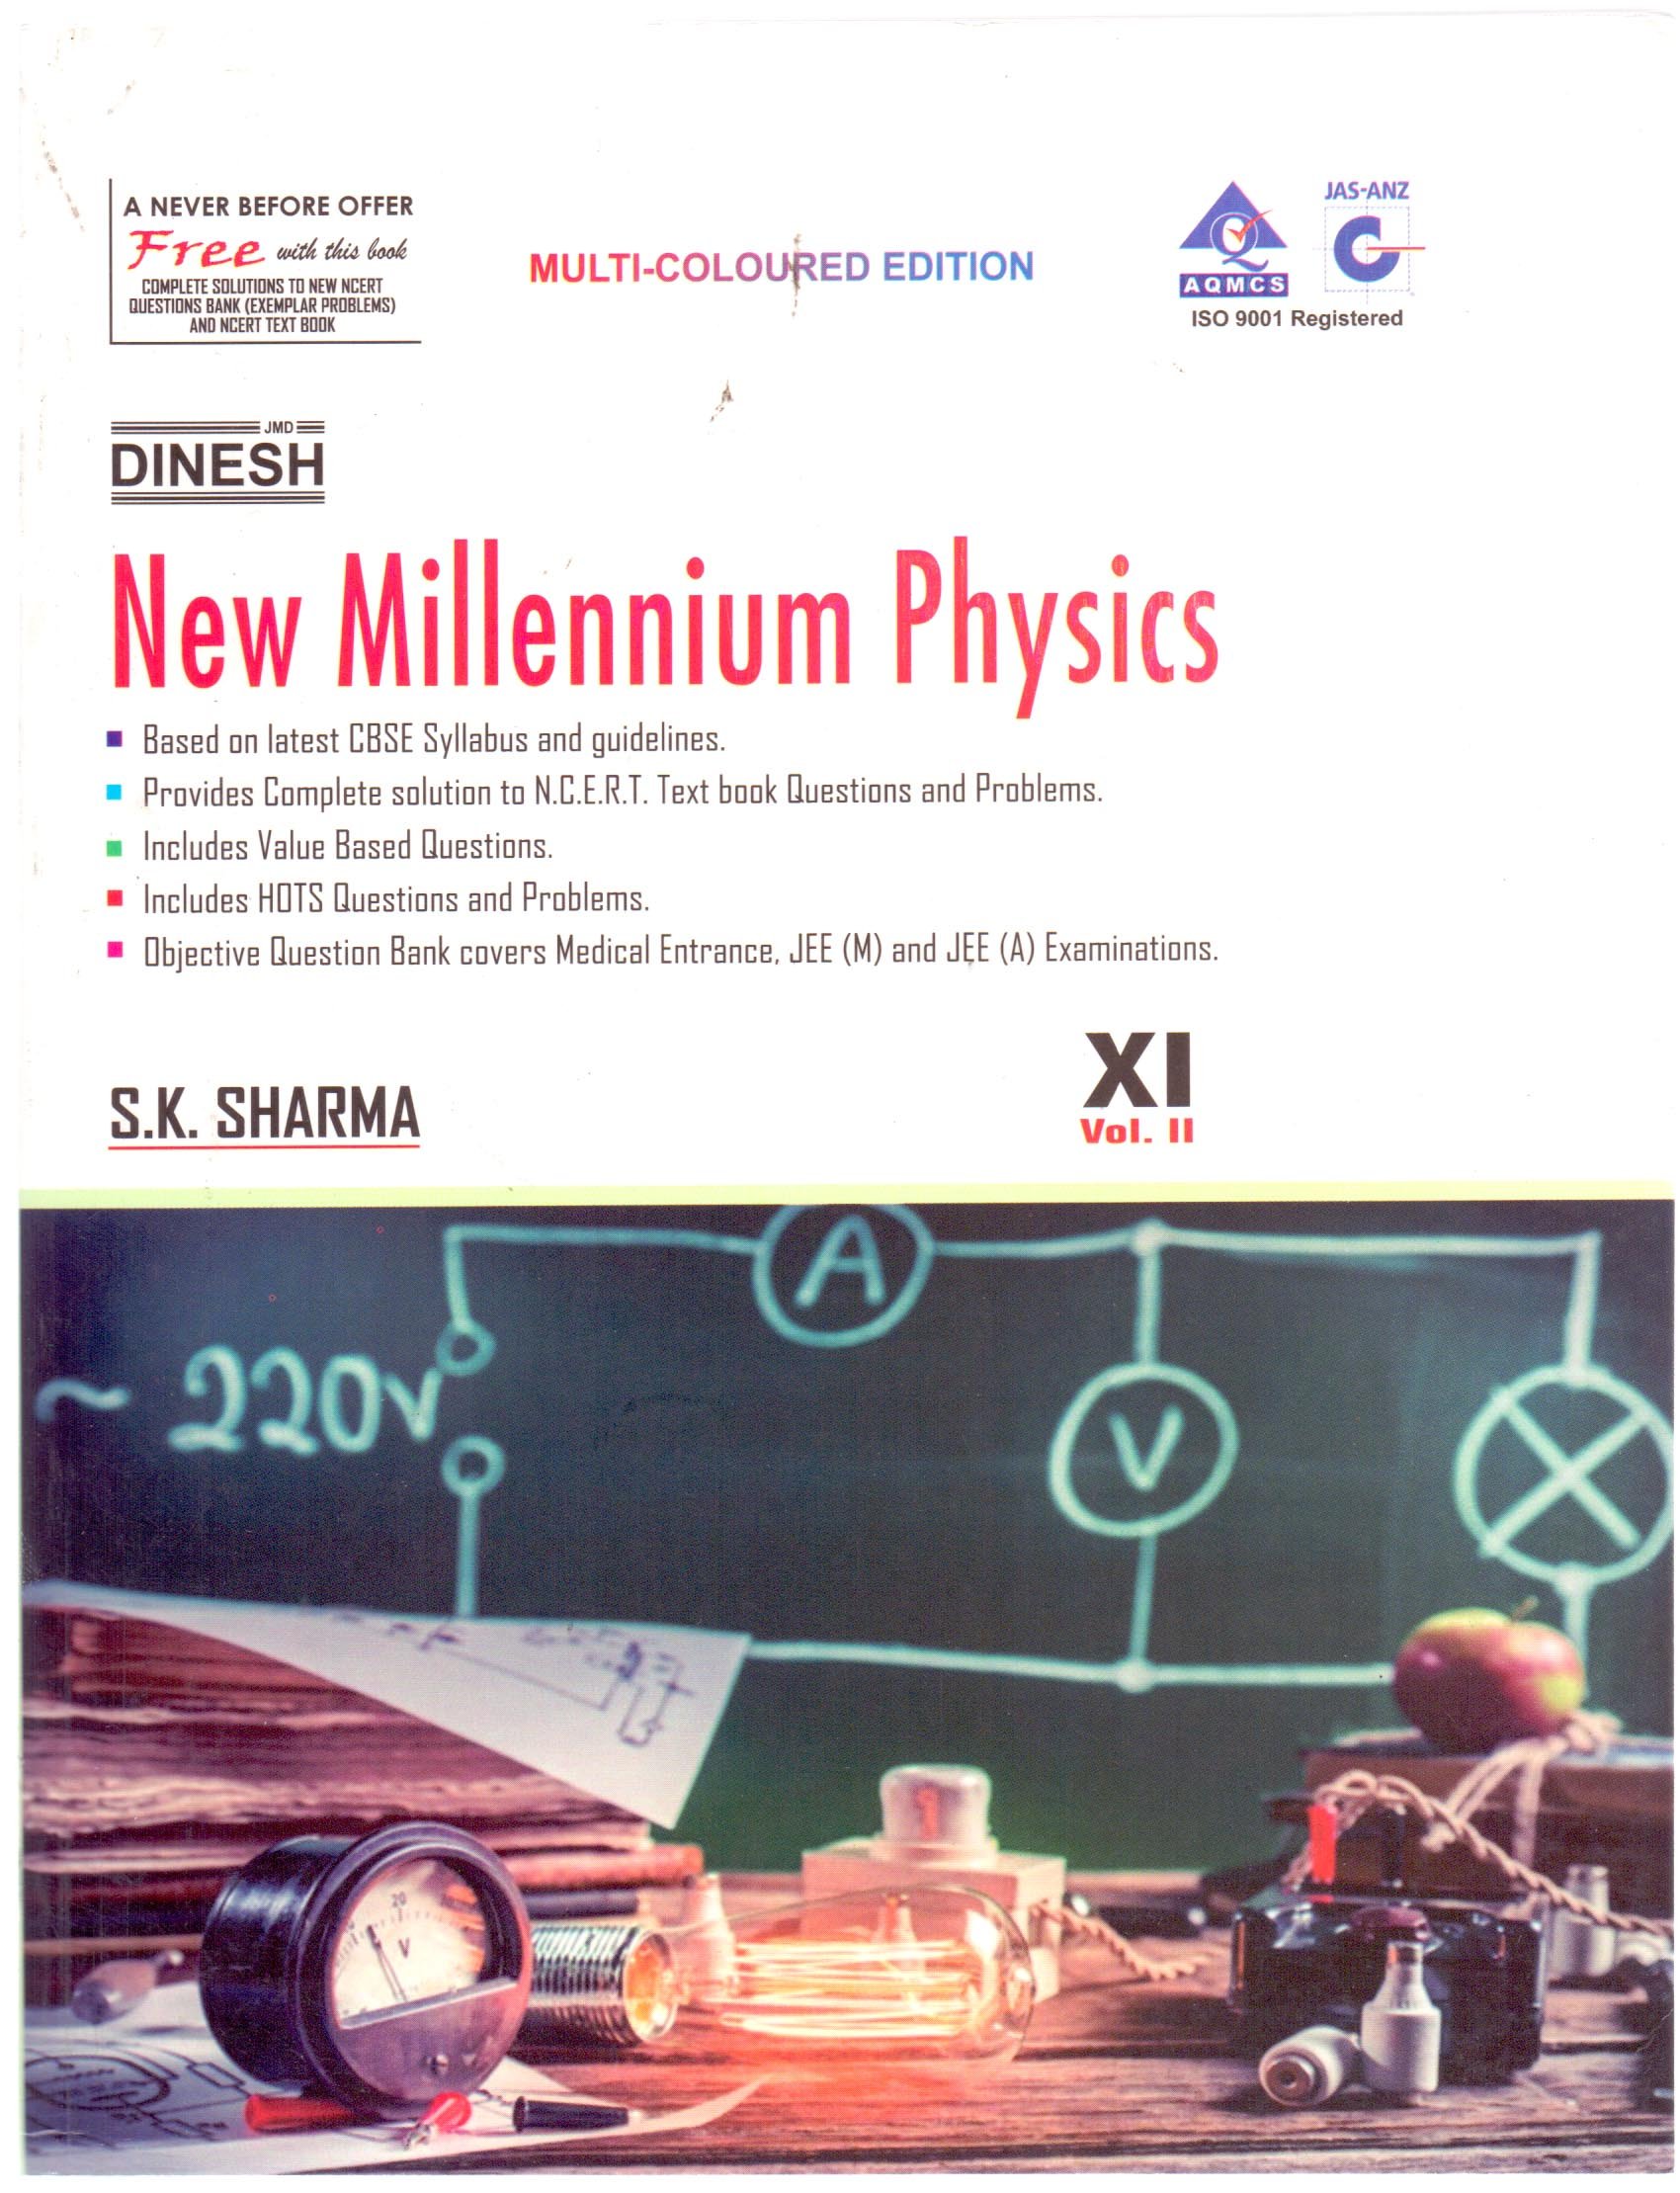 A NEVER BEFORE OFFER
Free with this book
COMPLETE SOLUTIONS TO NEW NCERT
QUESTIONS BANK (EXEMPLAR PROBLEMS)
AND NCERT TEXT BOOK
MULTI-COLOURED EDITION
Q
AQMCS
JAS-ANZ
ISO 9001 Registered
JMD
DINESH
New Millennium Physics
Based on latest CBSE Syllabus and guidelines.
Provides Complete solution to N.C.E.R.T. Text book Questions and Problems.
Includes Value Based Questions.
Includes HOTS Questions and Problems.
Objective Question Bank covers Medical Entrance, JEE (M) and JEE (A) Examinations.
XI
Vol. II
S.K. SHARMA
A
~ 220v
V
20
V
1